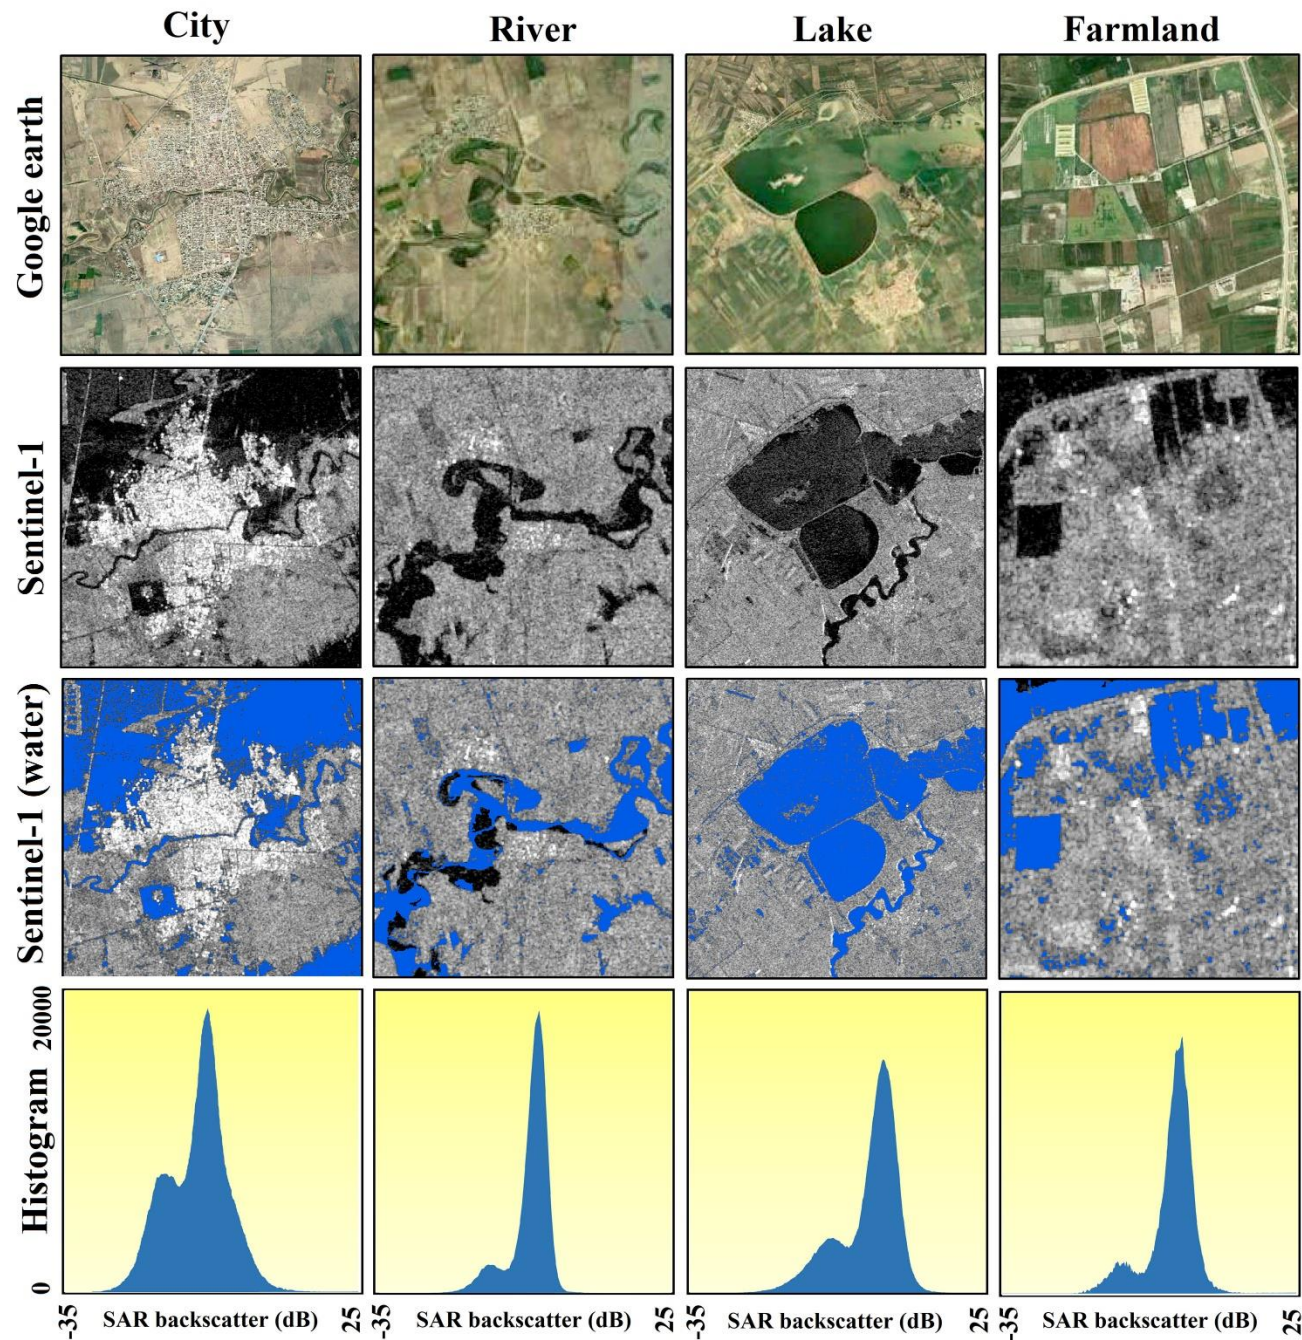 City River Lake Farmland
Google earth
Sentinel-1
Sentinel-1 (water)
Histogram
20000
0
-35 SAR backscatter (dB) 25
-35 SAR backscatter (dB) 25
-35 SAR backscatter (dB) 25
-35 SAR backscatter (dB) 25